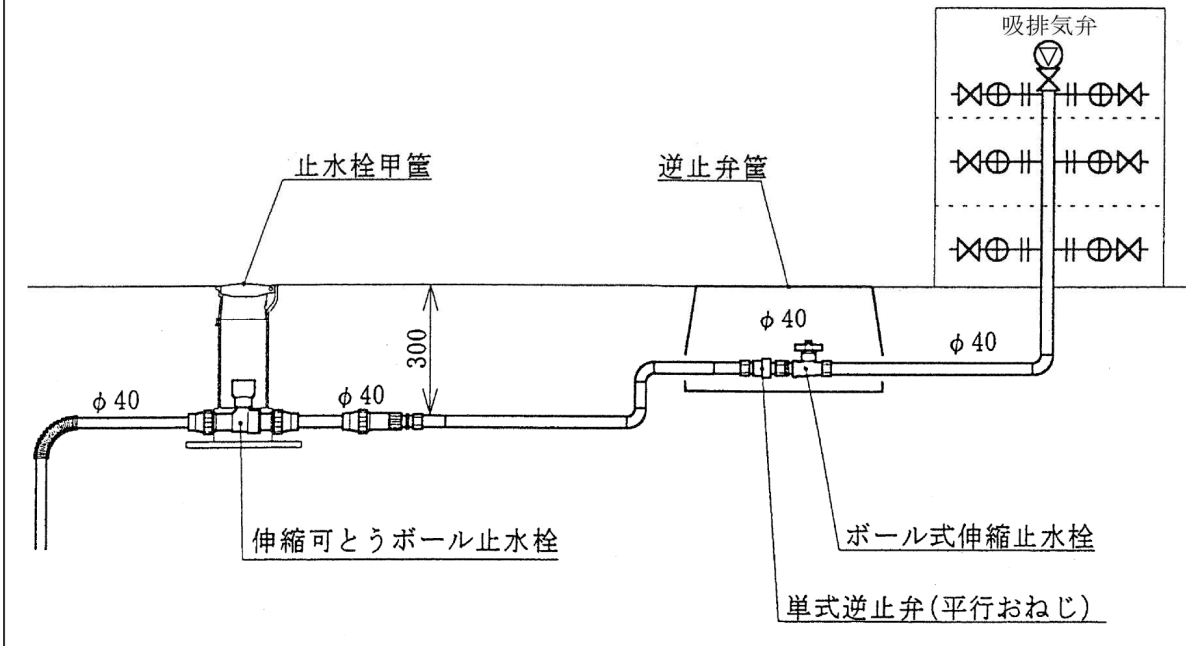 吸排気弁
止水栓甲筐
逆止弁筐
φ40
300
φ40
φ40
φ40
伸縮可とうボール止水栓
ボール式伸縮止水栓
単式逆止弁(平行おねじ)